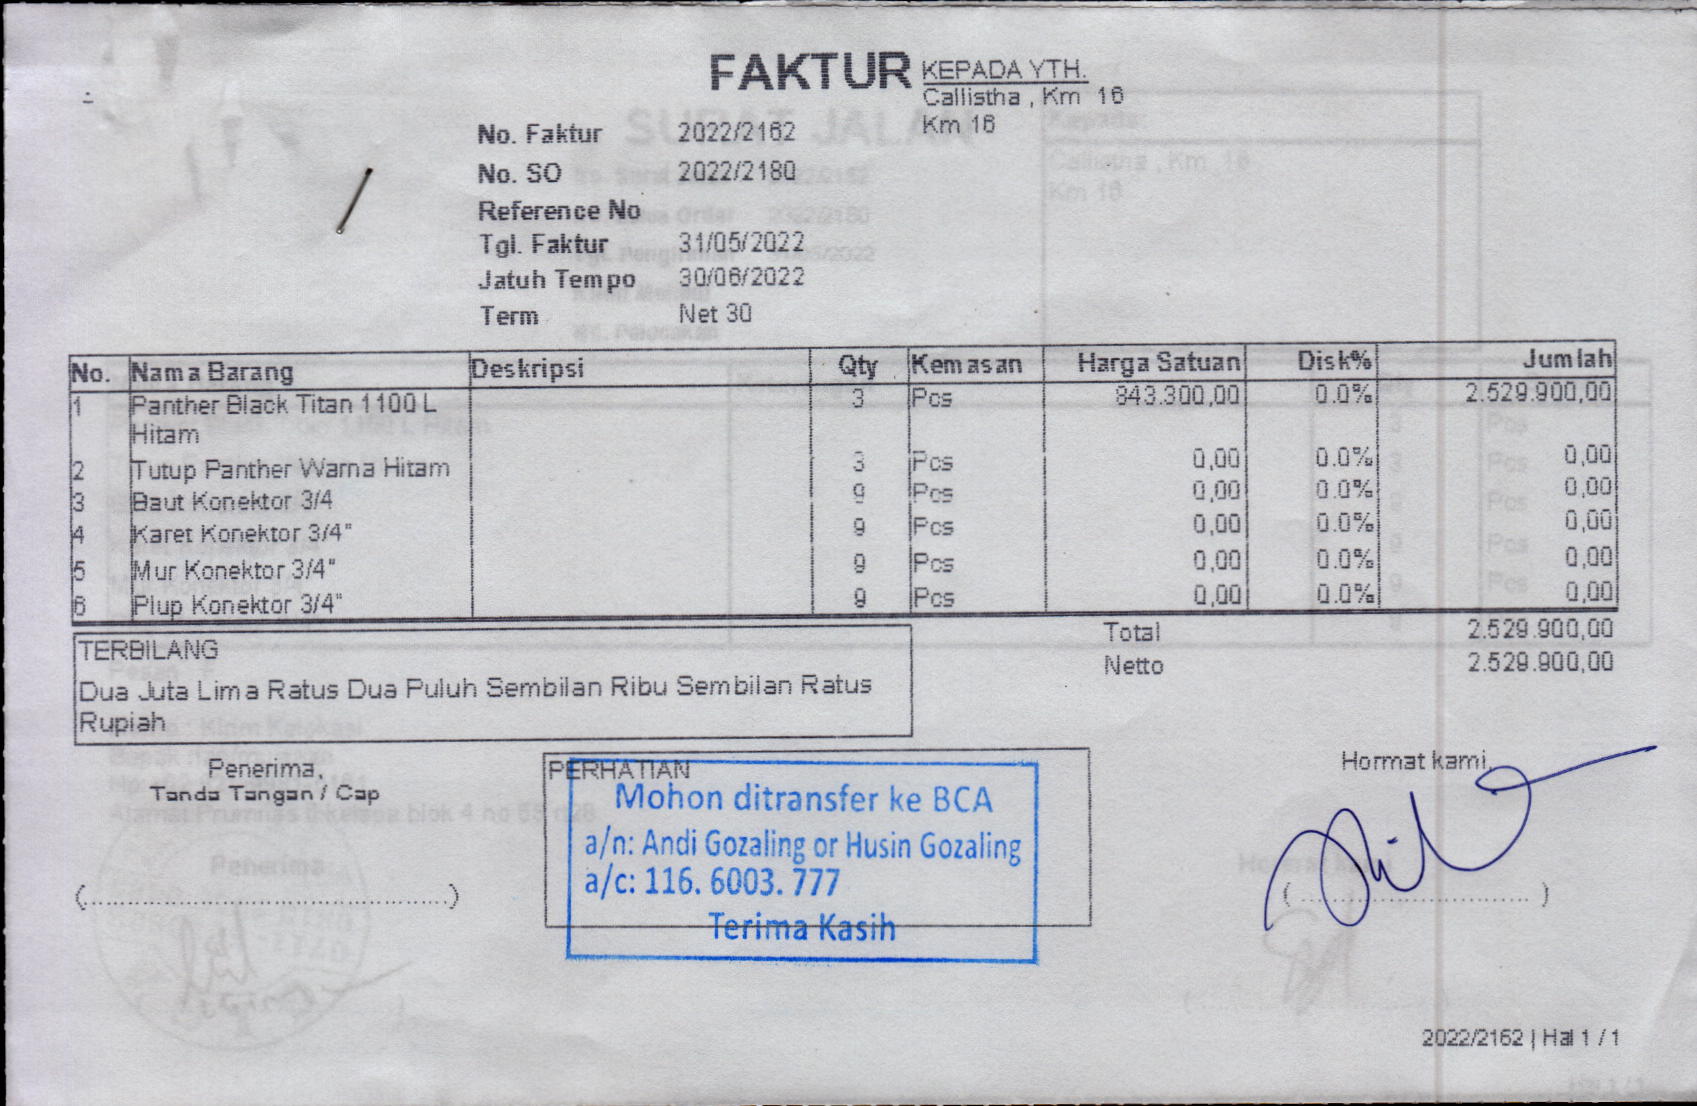 FAKTUR
KEPADA YTH.
Callistha , Km 16
Km 16
No. Faktur 2022/2162
No. SO 2022/2180
Reference No
Tgl. Faktur 31/05/2022
Jatuh Tempo 30/06/2022
Term Net 30
No. Nama Barang Deskripsi Qty Kemasan Harga Satuan Disk% Jumlah
1 Panther Black Titan 1100 L 3 Pcs 843.300,00 0.0% 2.529.900,00
Hitam
2 Tutup Panther Warna Hitam 3 Pcs 0,00 0.0% 0,00
3 Baut Konektor 3/4 9 Pcs 0,00 0.0% 0,00
4 Karet Konektor 3/4" 9 Pcs 0,00 0.0% 0,00
5 Mur Konektor 3/4" 9 Pcs 0,00 0.0% 0,00
6 Plup Konektor 3/4" 9 Pcs 0,00 0.0% 0,00
Total 2.529.900,00
Netto 2.529.900,00
TERBILANG
Dua Juta Lima Ratus Dua Puluh Sembilan Ribu Sembilan Ratus
Rupiah
Penerima,
Tanda Tangan / Cap
(..........................................)
PERHATIAN
Mohon ditransfer ke BCA
a/n: Andi Gozaling or Husin Gozaling
a/c: 116. 6003. 777
Terima Kasih
Hormat kami,
(..............................)
2022/2162 | Hal 1 / 1